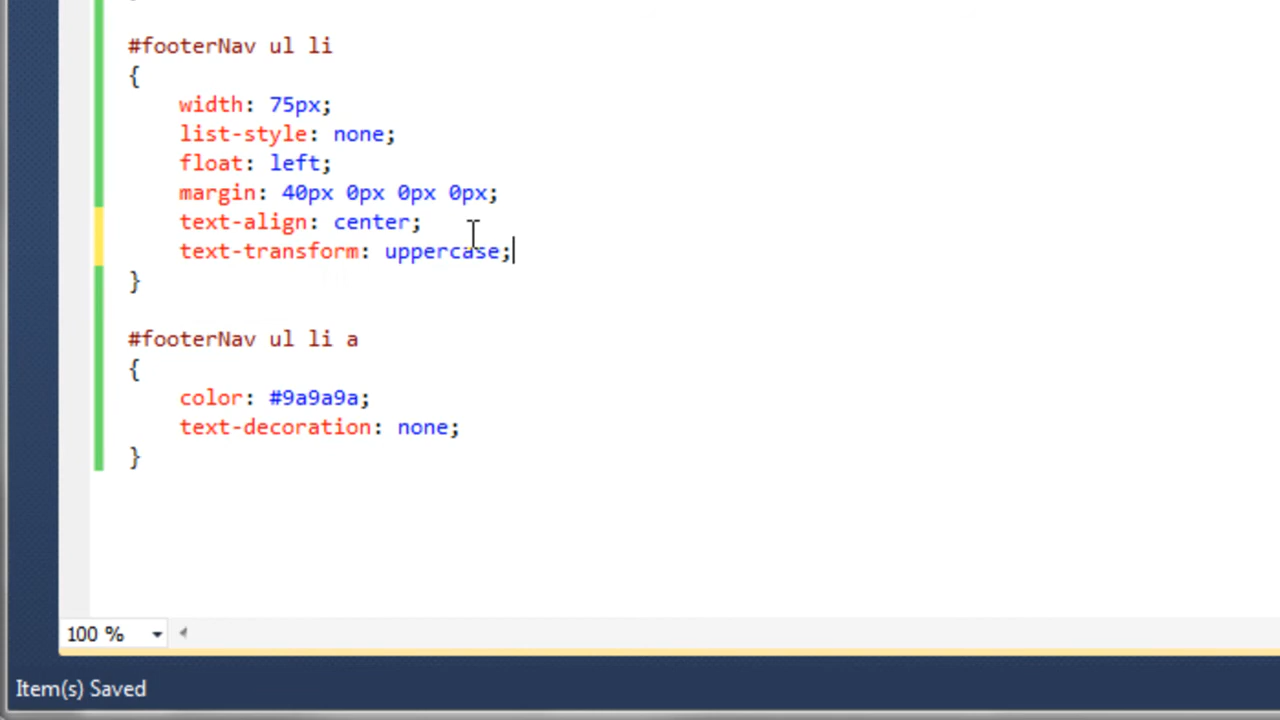 #footerNav ul li
{
width: 75px;
list-style: none;
float: left;
margin: 40px 0px 0px 0px;
text-align: center;
text-transform: uppercase;
}
#footerNav ul li a
{
color: #9a9a9a;
text-decoration: none;
}
100 %
Item(s) Saved